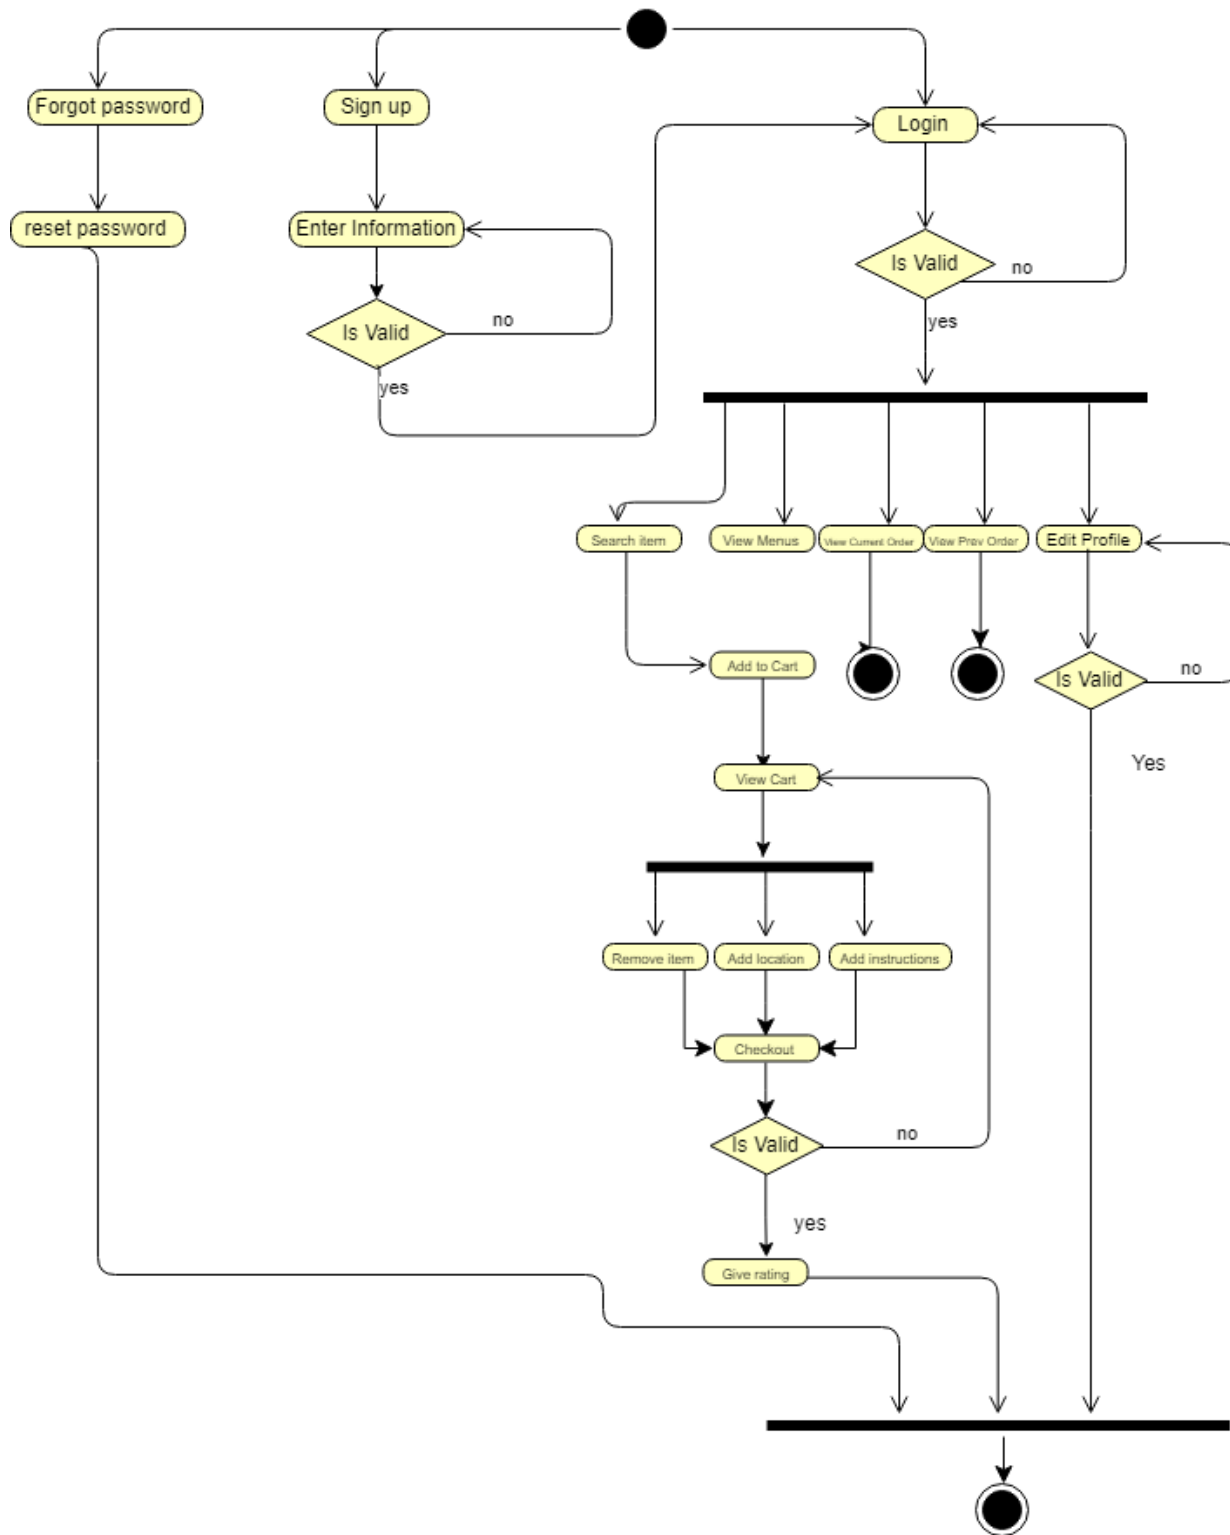 Forgot password
Sign up
Login
reset password
Enter Information
Is Valid
no
Is Valid
no
yes
yes
Search item
View Menus
View Current Order
View Prev Order
Edit Profile
Add to Cart
Is Valid
no
Yes
View Cart
Remove item
Add location
Add instructions
Checkout
Is Valid
no
yes
Give rating